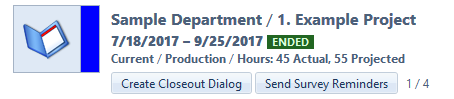 Sample Department / 1. Example Project
7/18/2017 – 9/25/2017 ENDED
Current / Production / Hours: 45 Actual, 55 Projected
Create Closeout Dialog Send Survey Reminders 1 / 4